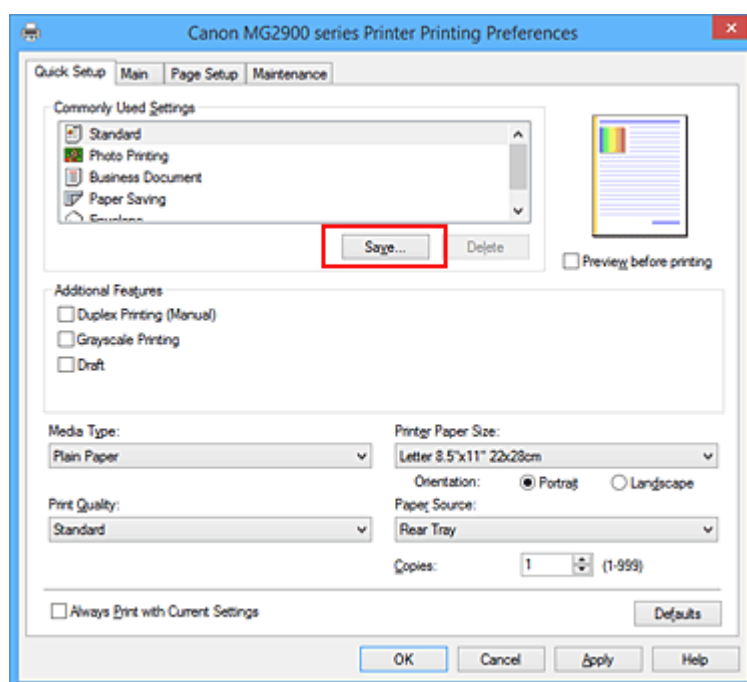 Canon MG2900 series Printer Printing Preferences
Quick Setup Main Page Setup Maintenance
Commonly Used Settings
Standard
Photo Printing
Business Document
Paper Saving
Envelope
Save... Delete
Preview before printing
Additional Features
Duplex Printing (Manual)
Grayscale Printing
Draft
Media Type: Printer Paper Size:
Plain Paper Letter 8.5"x11" 22x28cm
Orientation: Portrait Landscape
Print Quality: Paper Source:
Standard Rear Tray
Copies: 1 (1-999)
Always Print with Current Settings Defaults
OK Cancel Apply Help